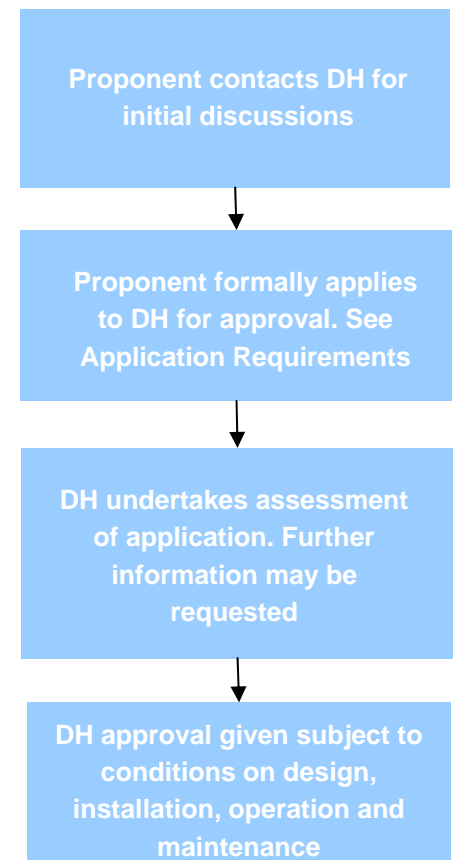 Proponent contacts DH for
initial discussions
Proponent formally applies
to DH for approval. See
Application Requirements
DH undertakes assessment
of application. Further
information may be
requested
DH approval given subject to
conditions on design,
installation, operation and
maintenance